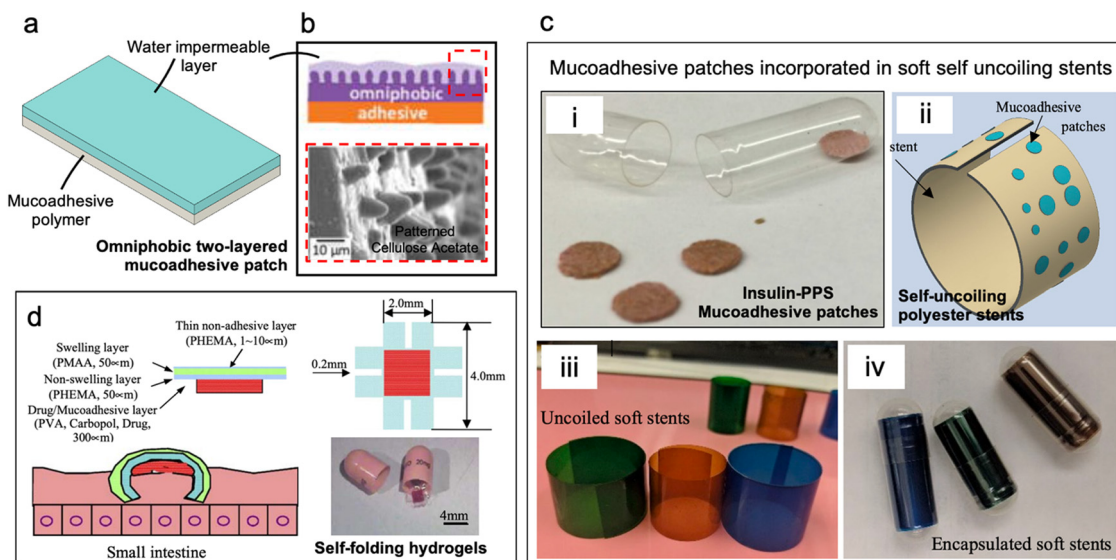 a
Water impermeable
layer
Mucoadhesive
polymer
Omniphobic two-layered
mucoadhesive patch
b
omniphobic
adhesive
10 µm
Patterned
Cellulose Acetate
c
Mucoadhesive patches incorporated in soft self uncoiling stents
i
Insulin-PPS
Mucoadhesive patches
ii
Mucoadhesive
patches
stent
Self-uncoiling
polyester stents
iii
Uncoiled soft stents
iv
Encapsulated soft stents
d
Thin non-adhesive layer
(PHEMA, 1~10∝m)
Swelling layer
(PMAA, 50∝m)
Non-swelling layer
(PHEMA, 50∝m)
Drug/Mucoadhesive layer
(PVA, Carbopol, Drug,
300∝m)
2.0mm
0.2mm
4.0mm
Small intestine
4mm
Self-folding hydrogels